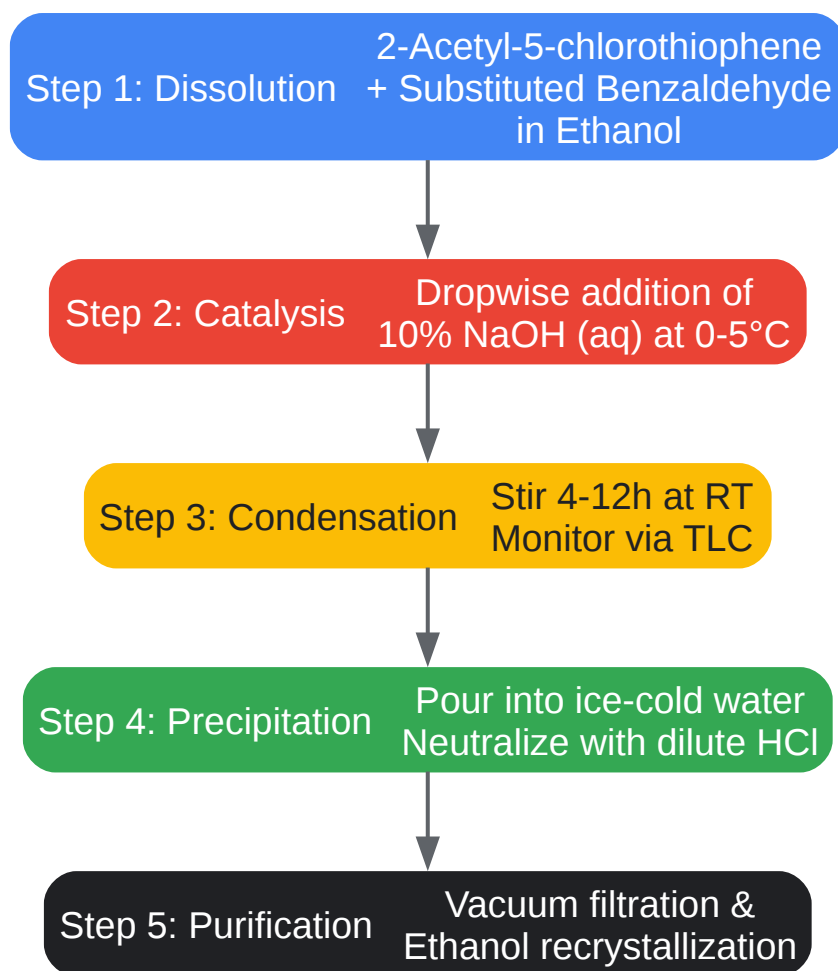 Step 1: Dissolution
2-Acetyl-5-chlorothiophene
+ Substituted Benzaldehyde
in Ethanol
Step 2: Catalysis
Dropwise addition of
10% NaOH (aq) at 0-5°C
Step 3: Condensation
Stir 4-12h at RT
Monitor via TLC
Step 4: Precipitation
Pour into ice-cold water
Neutralize with dilute HCl
Step 5: Purification
Vacuum filtration &
Ethanol recrystallization